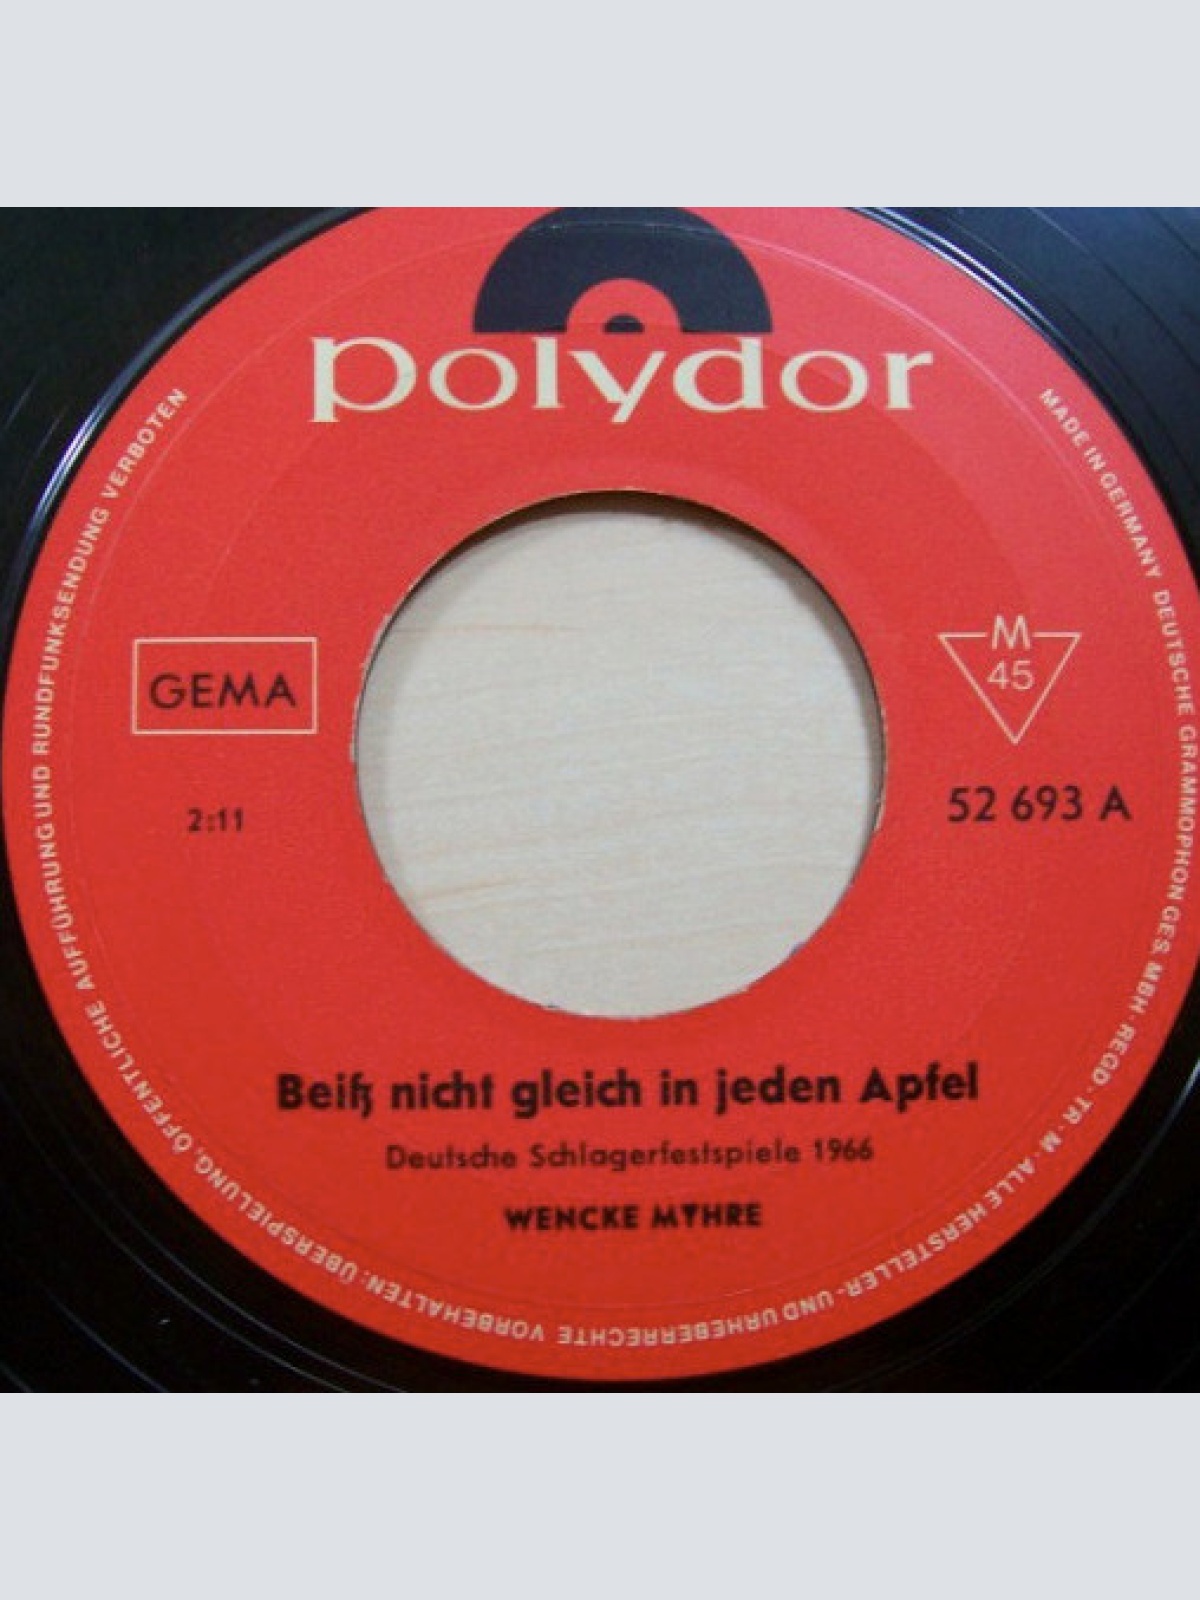 polydor
GEMA
M
45
2:11
52 693 A
Beiß nicht gleich in jeden Apfel
Deutsche Schlagerfestspiele 1966
WENCKE MYHRE
MADE IN GERMANY DEUTSCHE GRAMMOPHON GES. MBH · REGD · TR · M · ALLE HERSTELLER- UND URHEBERRECHTE VORBEHALTEN: ÜBERSPIELUNG, ÖFFENTLICHE AUFFÜHRUNG UND RUNDFUNKSENDUNG VERBOTEN